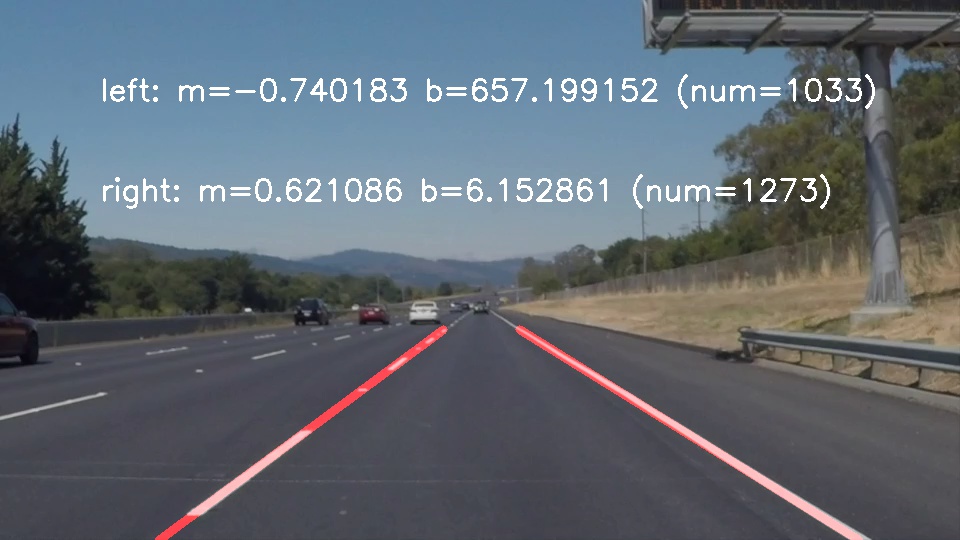 left: m=-0.740183 b=657.199152 (num=1033)
right: m=0.621086 b=6.152861 (num=1273)